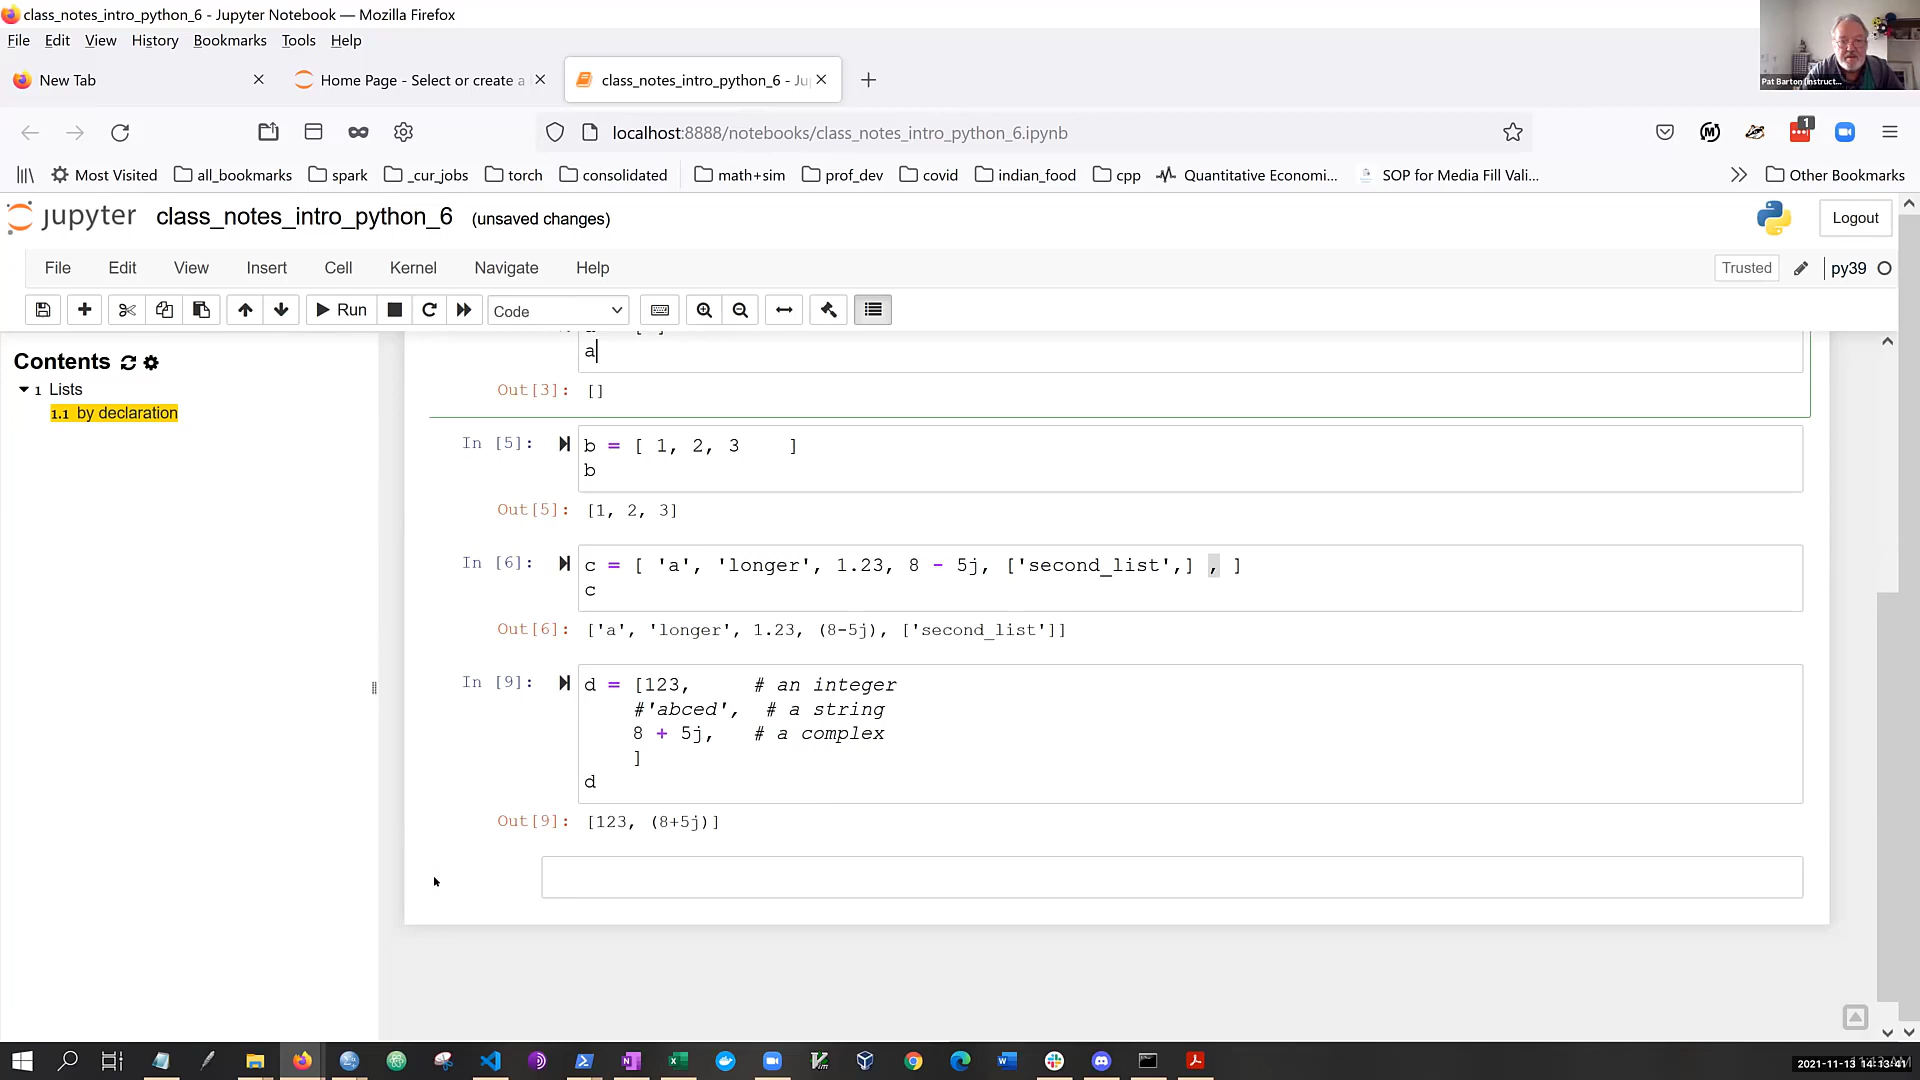 class_notes_intro_python_6 - Jupyter Notebook — Mozilla Firefox
File Edit View History Bookmarks Tools Help
New Tab
Home Page - Select or create a
class_notes_intro_python_6 - Ju
Pat Barton (Instruct...
localhost:8888/notebooks/class_notes_intro_python_6.ipynb
1
Most Visited all_bookmarks spark _cur_jobs torch consolidated math+sim prof_dev covid indian_food cpp Quantitative Economi... SOP for Media Fill Vali... Other Bookmarks
jupyter class_notes_intro_python_6 (unsaved changes)
Logout
File Edit View Insert Cell Kernel Navigate Help
Trusted
py39
Run
Code
Contents
1 Lists
1.1 by declaration
a
Out[3]: []
In [5]: b = [ 1, 2, 3    ]
b
Out[5]: [1, 2, 3]
In [6]: c = [ 'a', 'longer', 1.23, 8 - 5j, ['second_list',] , ]
c
Out[6]: ['a', 'longer', 1.23, (8-5j), ['second_list']]
In [9]: d = [123,     # an integer
#'abced',  # a string
8 + 5j,   # a complex
]
d
Out[9]: [123, (8+5j)]
2021-11-13 14:13:41